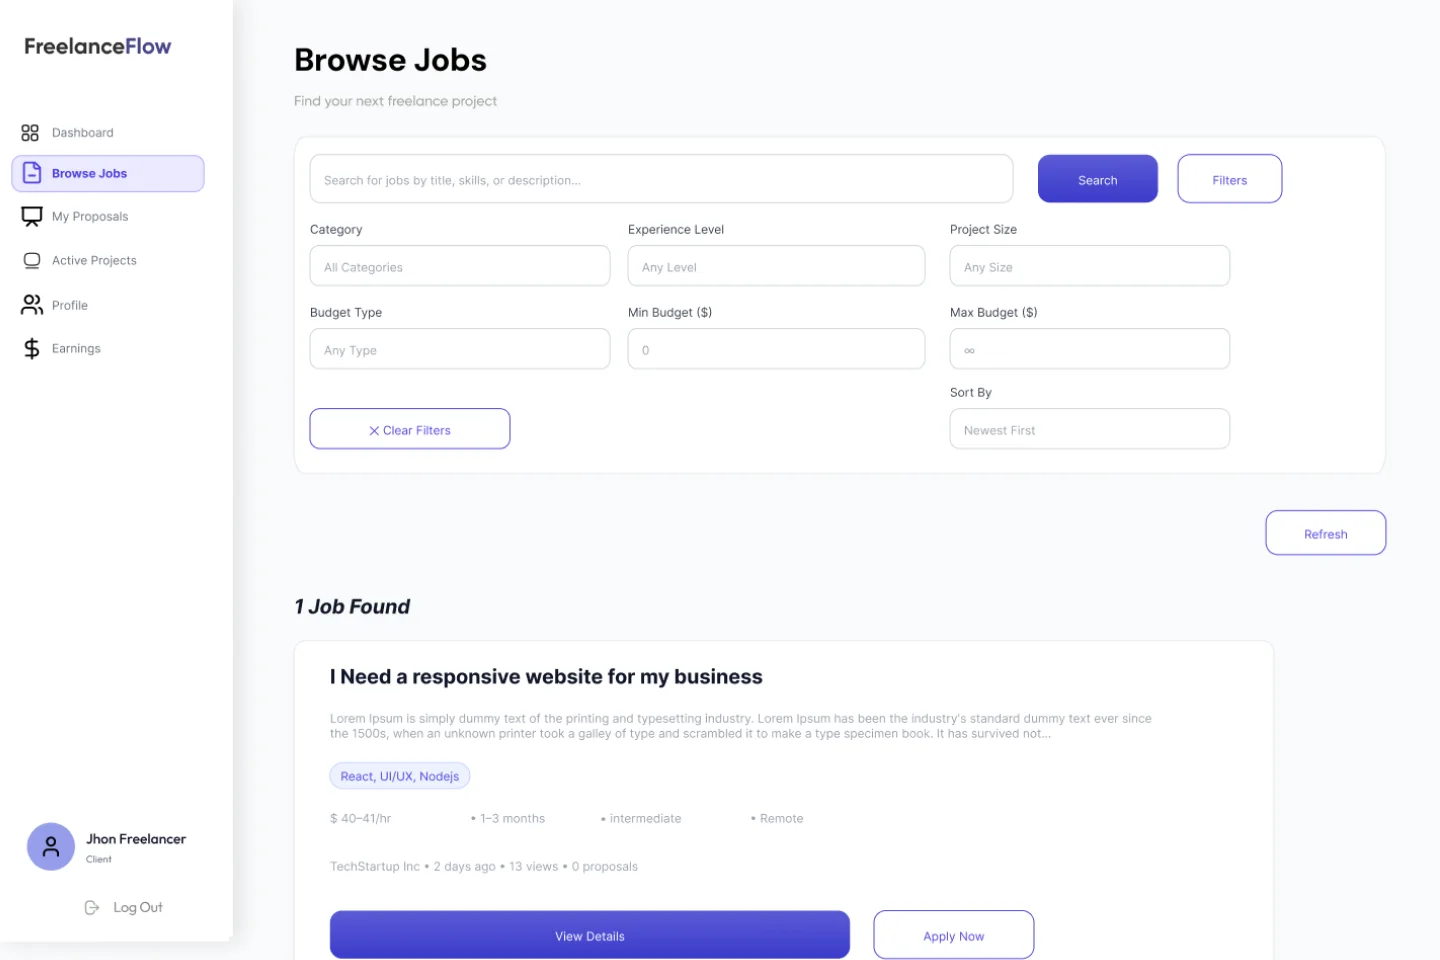 FreelanceFlow
Dashboard
Browse Jobs
My Proposals
Active Projects
Profile
Earnings
Jhon Freelancer
Client
Log Out
Browse Jobs
Find your next freelance project
Search for jobs by title, skills, or description...
Search
Filters
Category
Experience Level
Project Size
All Categories
Any Level
Any Size
Budget Type
Min Budget ($)
Max Budget ($)
Any Type
0
∞
Sort By
Clear Filters
Newest First
Refresh
1 Job Found
I Need a responsive website for my business
Lorem Ipsum is simply dummy text of the printing and typesetting industry. Lorem Ipsum has been the industry's standard dummy text ever since
the 1500s, when an unknown printer took a galley of type and scrambled it to make a type specimen book. It has survived not...
React, UI/UX, Nodejs
$ 40–41/hr • 1–3 months • intermediate • Remote
TechStartup Inc • 2 days ago • 13 views • 0 proposals
View Details
Apply Now